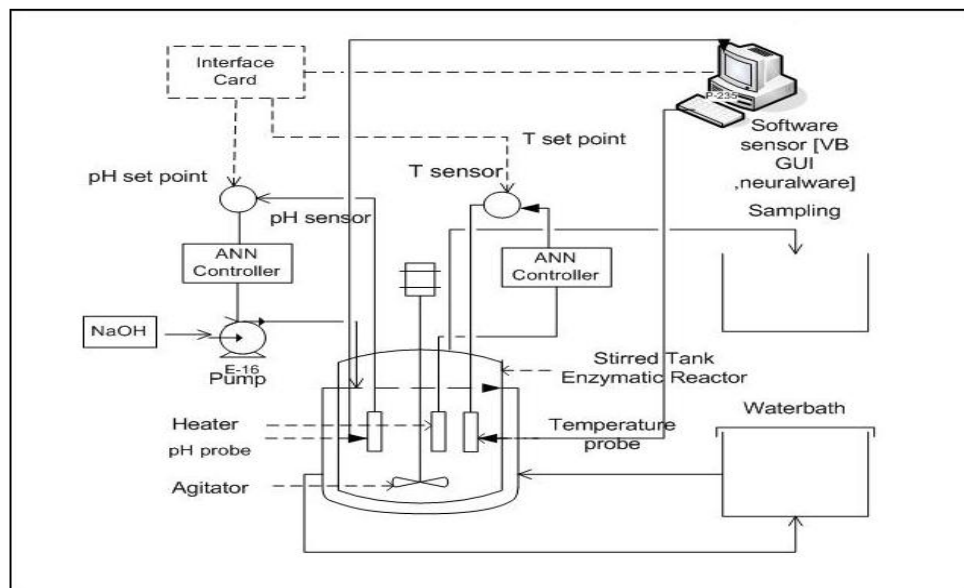 Interface
Card
P-235
Software
sensor [VB
GUI
,neuralware]
T set point
T sensor
pH set point
pH sensor
Sampling
ANN
Controller
ANN
Controller
NaOH
E-16
Pump
Stirred Tank
Enzymatic Reactor
Heater
pH probe
Agitator
Temperature
probe
Waterbath